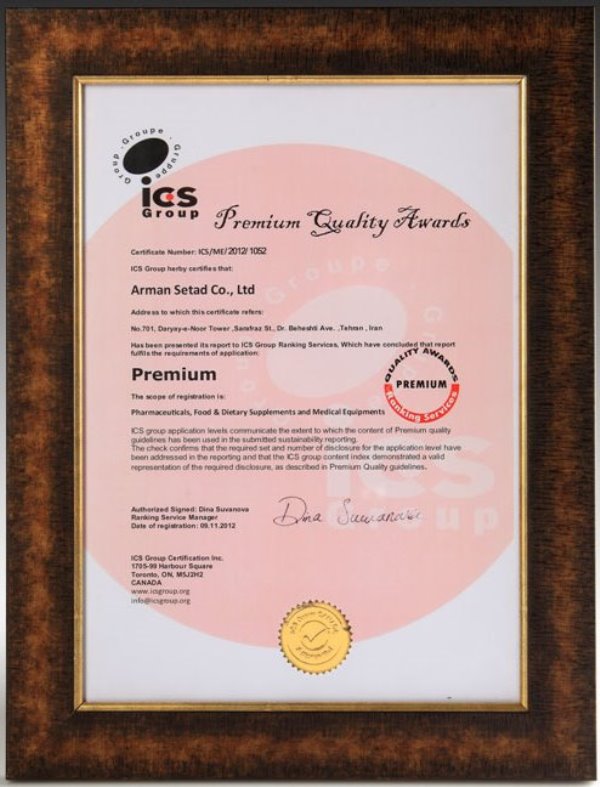 Group . Groupe . Gruppe
ICS
Group
Premium Quality Awards
Certificate Number: ICS/ME/2012/1052
ICS Group herby certifies that:
Arman Setad Co., Ltd
Address to which this certificate refers:
No.701, Daryay-e-Noor Tower ,Sarafraz St., Dr. Beheshti Ave. ,Tehran , Iran
Has been presented its report to ICS Group Ranking Services, Which have concluded that report
fulfils the requirements of application:
Premium
QUALITY AWARDS
PREMIUM
Ranking Services
The scope of registration is:
Pharmaceuticals, Food & Dietary Supplements and Medical Equipments
ICS group application levels communicate the extent to which the content of Premium quality
guidelines has been used in the submitted sustainability reporting.
The check confirms that the required set and number of disclosure for the application level have
been addressed in the reporting and that the ICS group content index demonstrated a valid
representation of the required disclosure, as described in Premium Quality guidelines.
Authorized Signed: Dina Suvanova
Ranking Service Manager
Date of registration: 09.11.2012
Dina Suvanova
ICS Group Certification Inc.
1705-99 Harbour Square
Toronto, ON, M5J2H2
CANADA
www.icsgroup.org
info@icsgroup.org